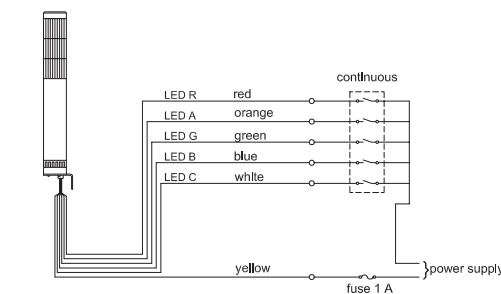 continuous
LED R red
LED A orange
LED G green
LED B blue
LED C white
yellow
power supply
fuse 1 A